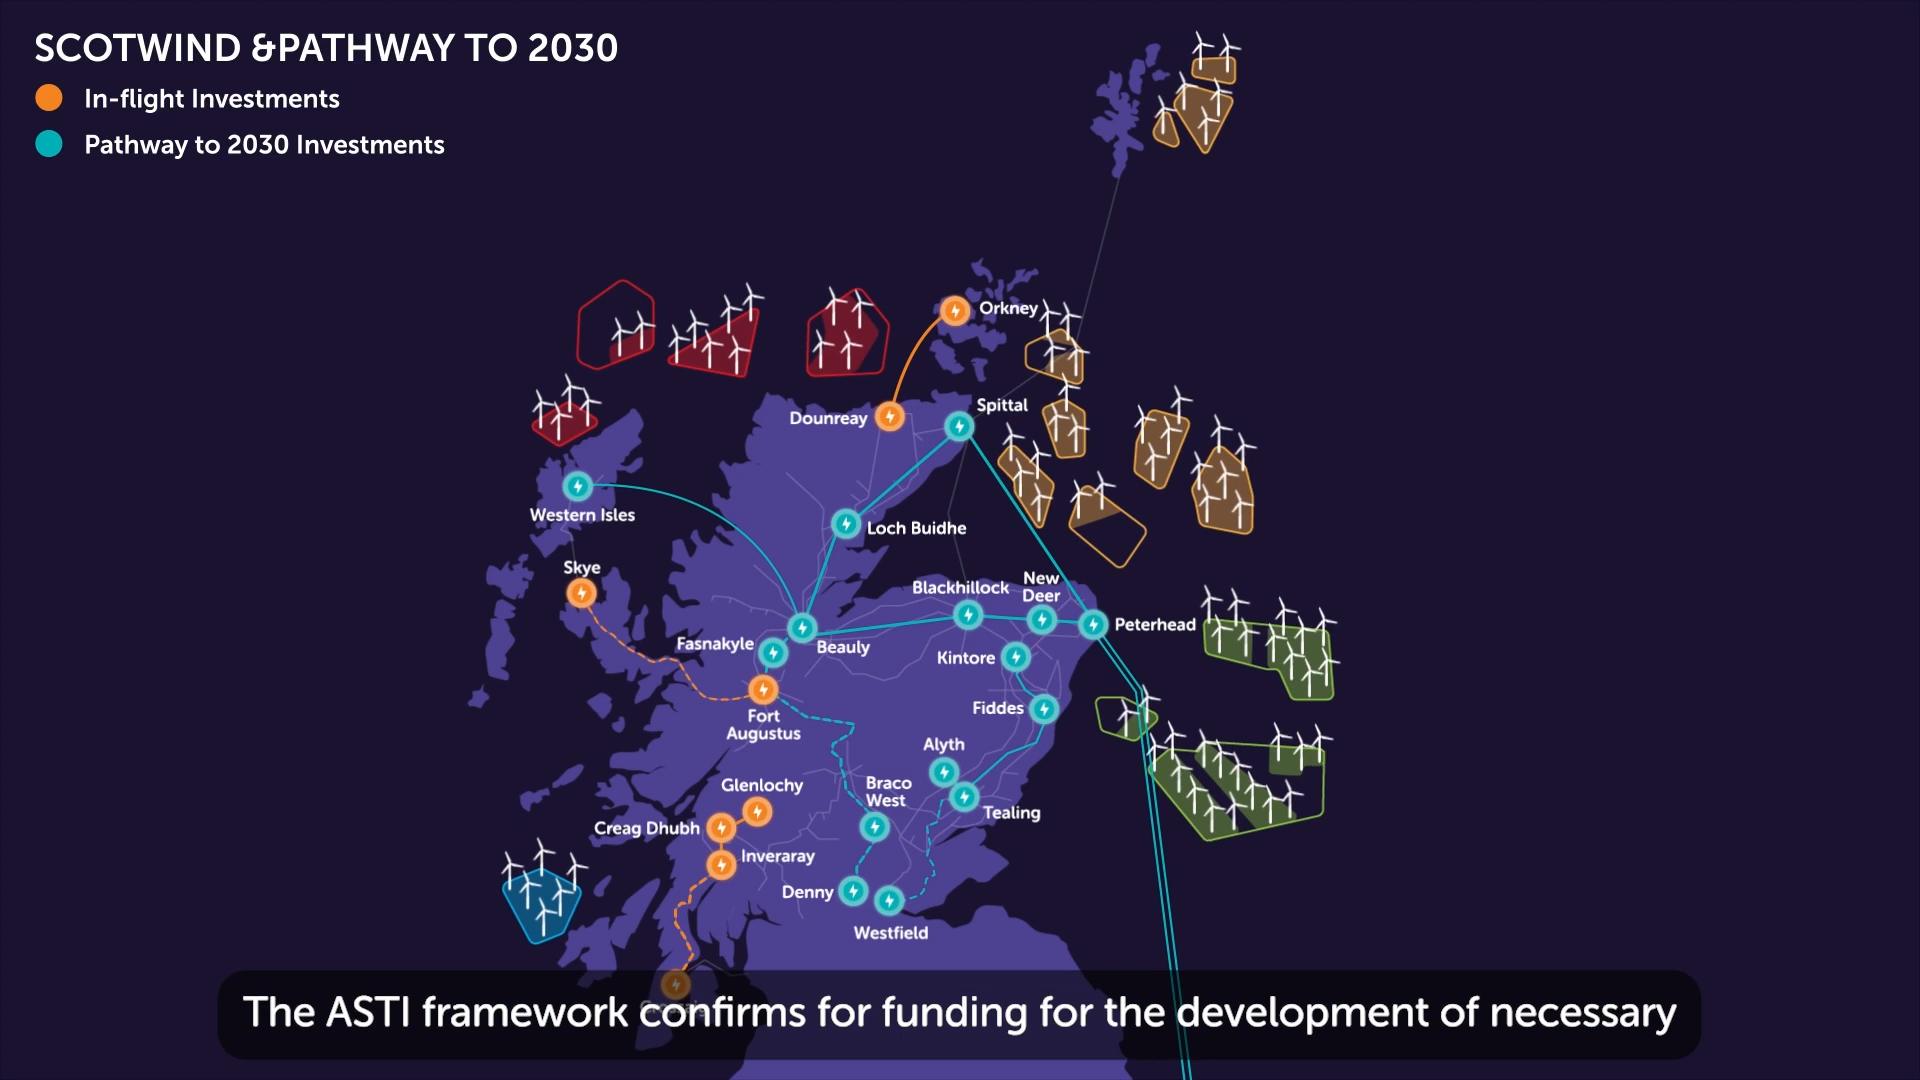 SCOTWIND &PATHWAY TO 2030
In-flight Investments
Pathway to 2030 Investments
Orkney
Dounreay
Spittal
Western Isles
Loch Buidhe
Skye
Blackhillock
New
Deer
Peterhead
Fasnakyle
Beauly
Kintore
Fort
Augustus
Fiddes
Alyth
Glenlochy
Braco
West
Tealing
Creag Dhubh
Inveraray
Denny
Westfield
The ASTI framework confirms for funding for the development of necessary